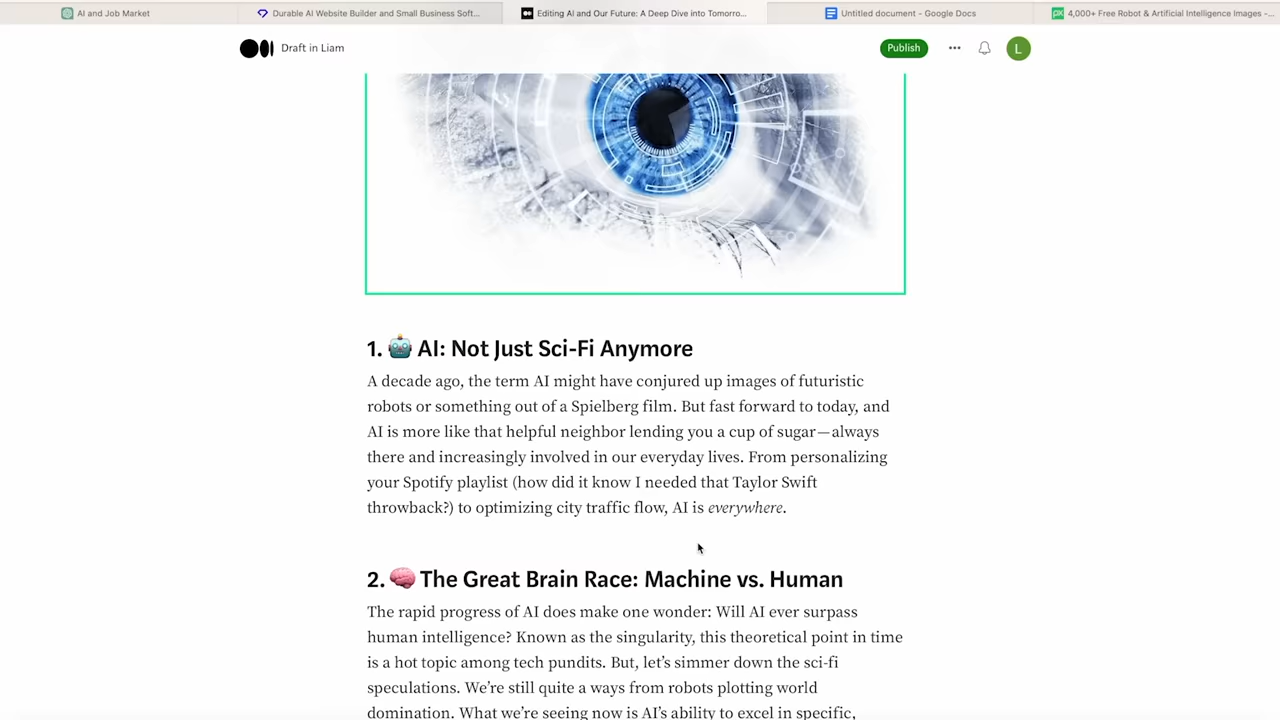 AI and Job Market
Durable AI Website Builder and Small Business Soft...
Editing AI and Our Future: A Deep Dive into Tomorro...
Untitled document - Google Docs
4,000+ Free Robot & Artificial Intelligence Images -...
Draft in Liam
Publish
L
1. 🤖 AI: Not Just Sci-Fi Anymore
A decade ago, the term AI might have conjured up images of futuristic
robots or something out of a Spielberg film. But fast forward to today, and
AI is more like that helpful neighbor lending you a cup of sugar—always
there and increasingly involved in our everyday lives. From personalizing
your Spotify playlist (how did it know I needed that Taylor Swift
throwback?) to optimizing city traffic flow, AI is everywhere.
2. 🧠 The Great Brain Race: Machine vs. Human
The rapid progress of AI does make one wonder: Will AI ever surpass
human intelligence? Known as the singularity, this theoretical point in time
is a hot topic among tech pundits. But, let's simmer down the sci-fi
speculations. We're still quite a ways from robots plotting world
domination. What we're seeing now is AI's ability to excel in specific,